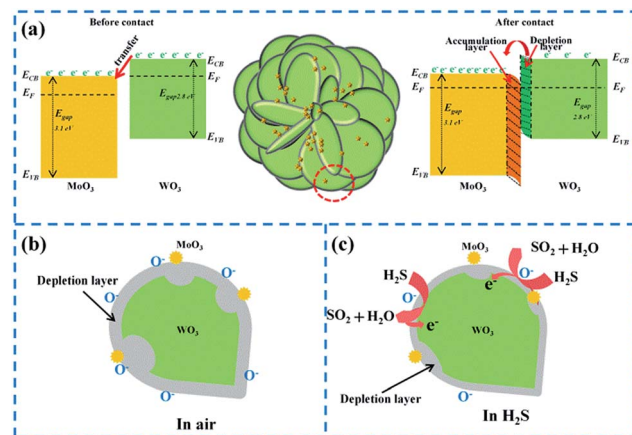 (a)
Before contact
After contact
transfer
Accumulation
layer
Depletion
layer
e⁻ e⁻ e⁻ e⁻ e⁻
E_CB
E_CB
E_F
E_F
E_gap
3.1 eV
E_gap 2.8 eV
E_VB
E_VB
MoO₃
WO₃
E_CB
E_CB
E_F
E_gap
3.1 eV
E_gap
2.8 eV
E_VB
E_VB
MoO₃
WO₃
(b)
MoO₃
O⁻
O⁻
Depletion layer
O⁻
WO₃
O⁻
O⁻
O⁻
In air
(c)
MoO₃
SO₂ + H₂O
O⁻
H₂S
H₂S
O⁻
e⁻
SO₂ + H₂O
e⁻
WO₃
O⁻
O⁻
Depletion layer
In H₂S